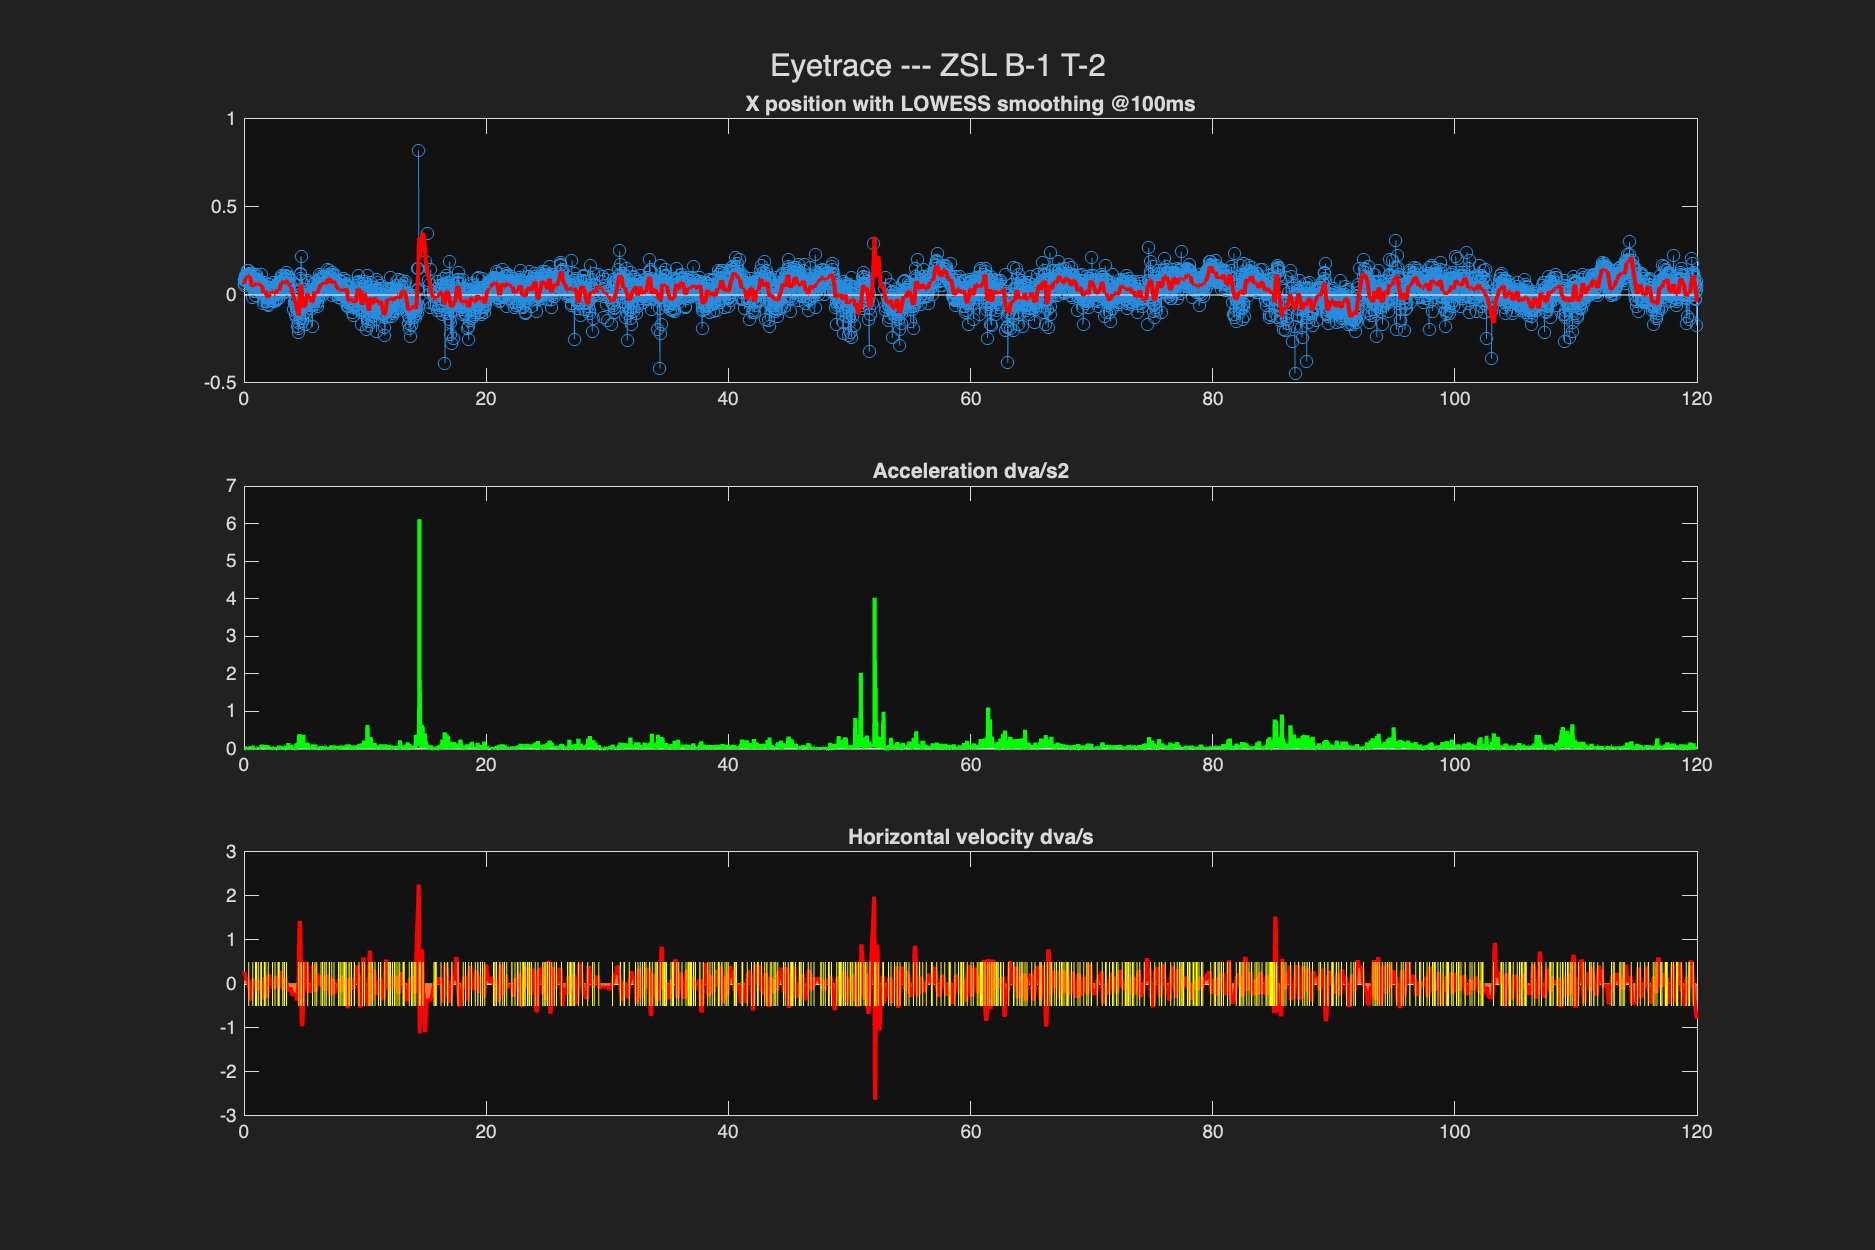 Eyetrace --- ZSL B-1 T-2
X position with LOWESS smoothing @100ms
1
0.5
0
-0.5
0 20 40 60 80 100 120
Acceleration dva/s2
7
6
5
4
3
2
1
0
0 20 40 60 80 100 120
Horizontal velocity dva/s
3
2
1
0
-1
-2
-3
0 20 40 60 80 100 120